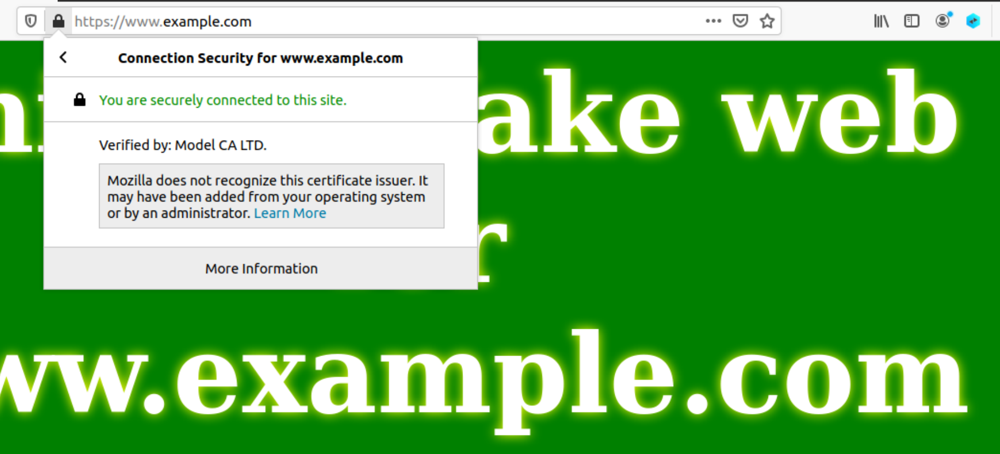 https://www.example.com
Connection Security for www.example.com
You are securely connected to this site.
Verified by: Model CA LTD.
Mozilla does not recognize this certificate issuer. It
may have been added from your operating system
or by an administrator. Learn More
More Information
ake web
r
ww.example.com